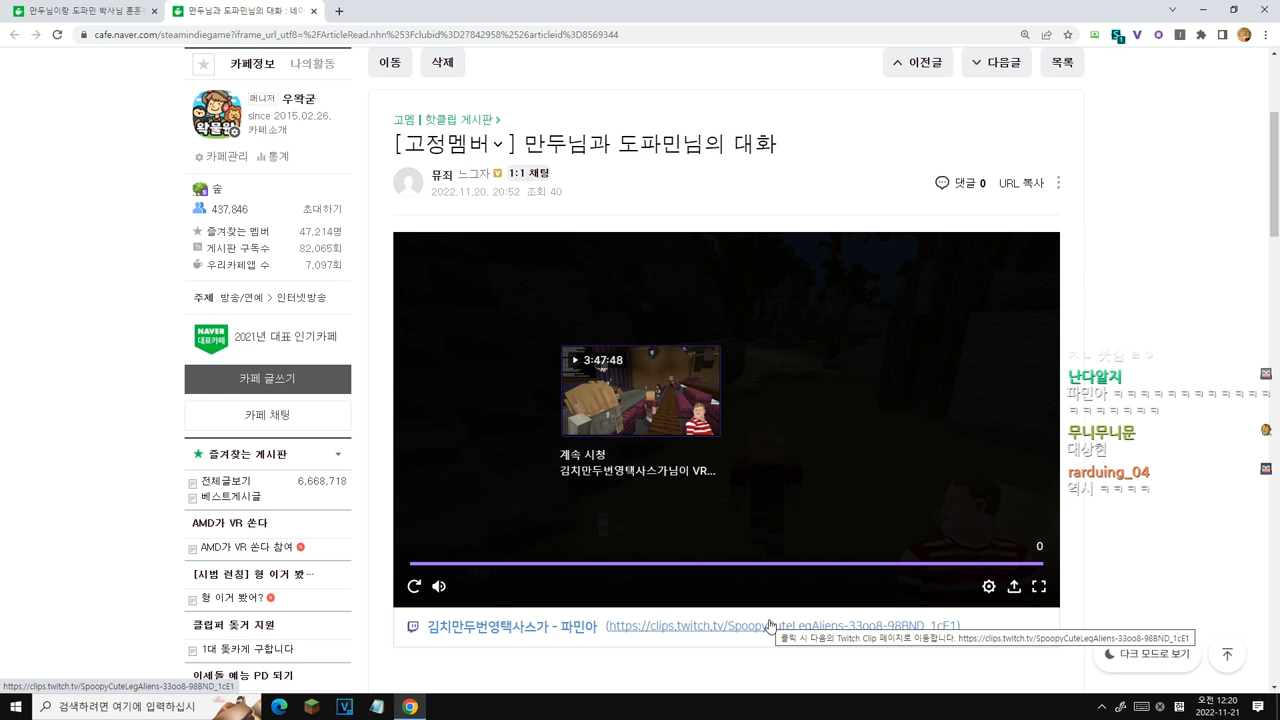 만두님이랑 도파민 박사님 훈훈
만두님과 도파민님의 대화 : 네이
cafe.naver.com/steamindiegame?iframe_url_utf8=%2FArticleRead.nhn%253Fclubid%3D27842958%2526articleid%3D8569344
카페정보 나의활동
이동 삭제 이전글 다음글 목록
매니저 우왁굳
since 2015.02.26.
카페소개
왁물원
카페관리 통계
숲
437,846 초대하기
즐겨찾는 멤버 47,214명
게시판 구독수 82,065회
우리카페앱 수 7,097회
주제 방송/연예 > 인터넷방송
NAVER
대표카페
2021년 대표 인기카페
카페 글쓰기
카페 채팅
즐겨찾는 게시판
전체글보기 6,668,718
베스트게시글
AMD가 VR 쏜다
AMD가 VR 쏜다 참여
[시범 런칭] 형 이거 봤…
형 이거 봤어?
클립퍼 돚거 지원
1대 돚카게 구합니다
이세돌 예능 PD 되기
고멤 | 핫클립 게시판 >
[고정멤버] 만두님과 도파민님의 대화
뮤죄 느그자 1:1 채팅
2022.11.20. 20:52 조회 40
댓글 0 URL 복사
3:47:48
계속 시청
김치만두번영택사스가님이 VR...
0
김치만두번영택사스가 - 파민아 (https://clips.twitch.tv/SpoopyCuteLegAliens-33oo8-98BND_1cE1)
클릭 시 다음의 Twitch Clip 페이지로 이동합니다. https://clips.twitch.tv/SpoopyCuteLegAliens-33oo8-98BND_1cE1
다크 모드로 보기
난다알지
파민아 ㅋㅋㅋㅋㅋㅋㅋㅋㅋㅋㅋ
ㅋㅋㅋㅋㅋㅋㅋ
무니무니문
대상현
rarduing_04
역시 ㅋㅋㅋㅋ
https://clips.twitch.tv/SpoopyCuteLegAliens-33oo8-98BND_1cE1
검색하려면 여기에 입력하십시
오전 12:20
2022-11-21